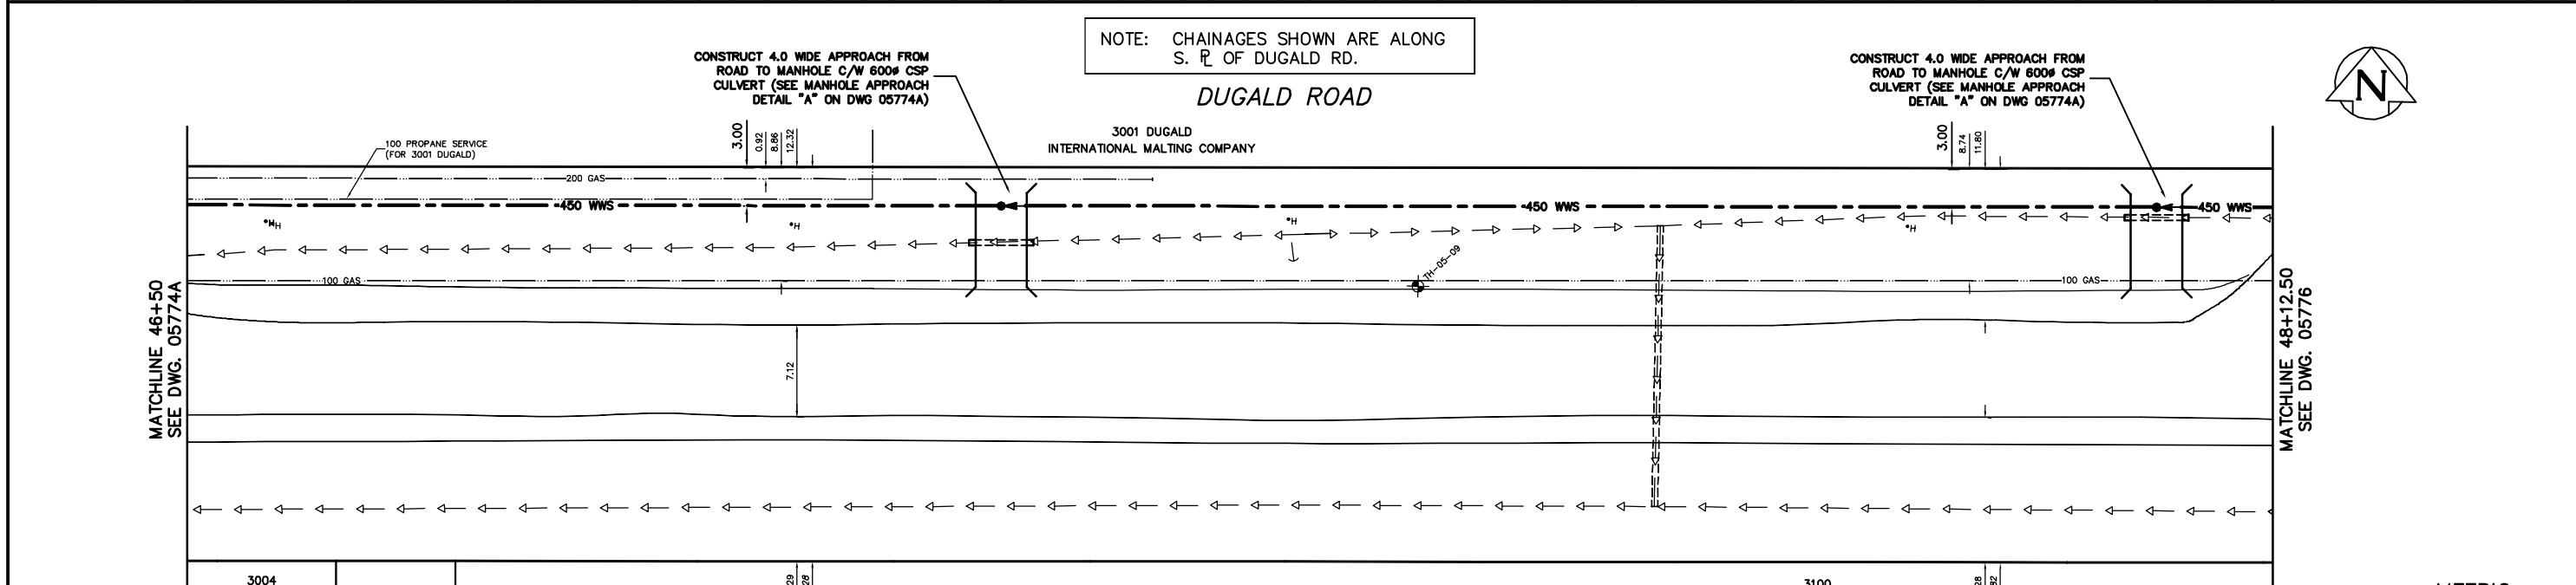 NOTE: CHAINAGES SHOWN ARE ALONG
S. ℙL OF DUGALD RD.
CONSTRUCT 4.0 WIDE APPROACH FROM
ROAD TO MANHOLE C/W 600ø CSP
CULVERT (SEE MANHOLE APPROACH
DETAIL "A" ON DWG 05774A)
CONSTRUCT 4.0 WIDE APPROACH FROM
ROAD TO MANHOLE C/W 600ø CSP
CULVERT (SEE MANHOLE APPROACH
DETAIL "A" ON DWG 05774A)
N
DUGALD ROAD
3001 DUGALD
INTERNATIONAL MALTING COMPANY
100 PROPANE SERVICE
(FOR 3001 DUGALD)
3.00
0.92
8.86
12.32
3.00
8.74
11.80
200 GAS
450 WWS
450 WWS
450 WWS
H
H
H
H
TH-05-09
100 GAS
100 GAS
MATCHLINE 46+50
SEE DWG. 05774A
7.12
MATCHLINE 48+12.50
SEE DWG. 05776
3004
29
28
3100
28
82